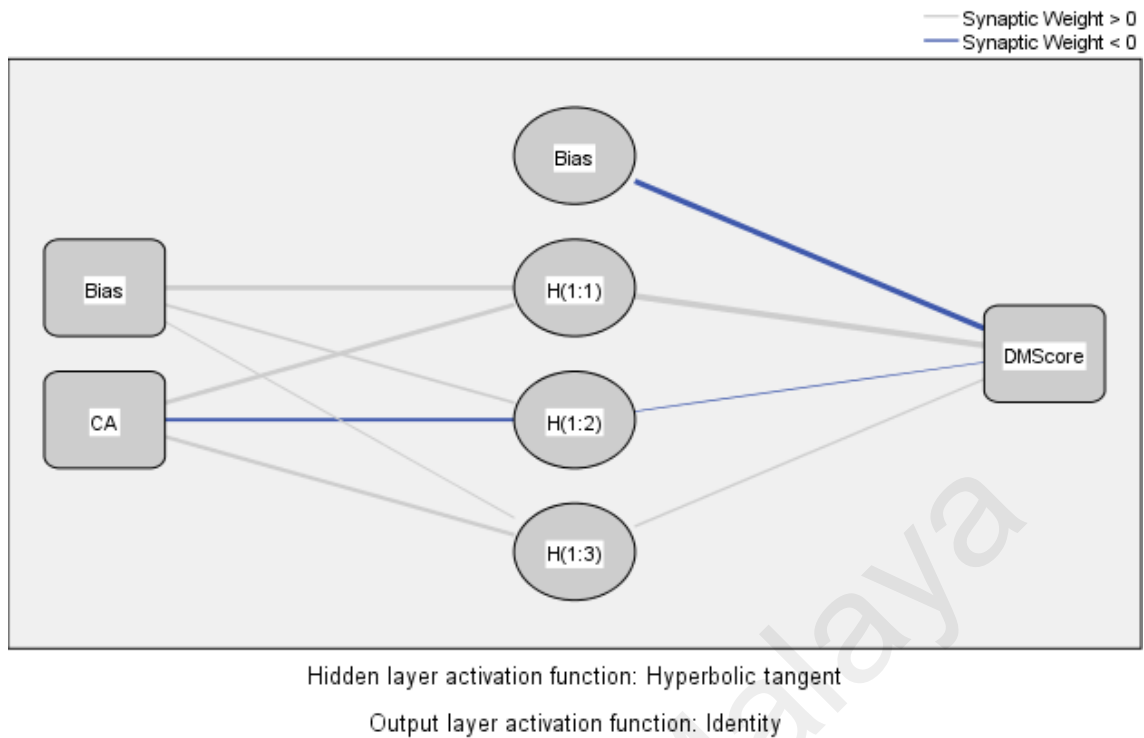 Synaptic Weight > 0
Synaptic Weight < 0
Bias
Bias
H(1:1)
DMScore
CA
H(1:2)
H(1:3)
Hidden layer activation function: Hyperbolic tangent
Output layer activation function: Identity
alaya